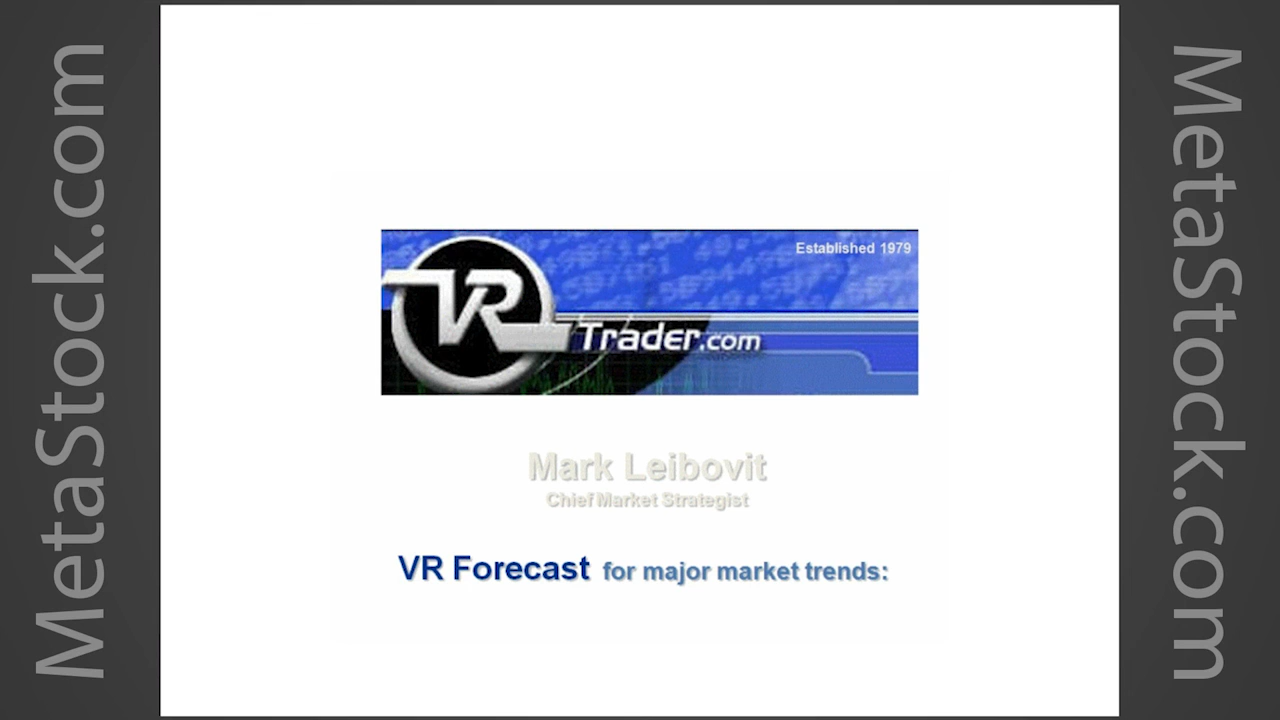 MetaStock.com
Established 1979
VR
Trader.com
Mark Leibovit
Chief Market Strategist
VR Forecast for major market trends:
MetaStock.com